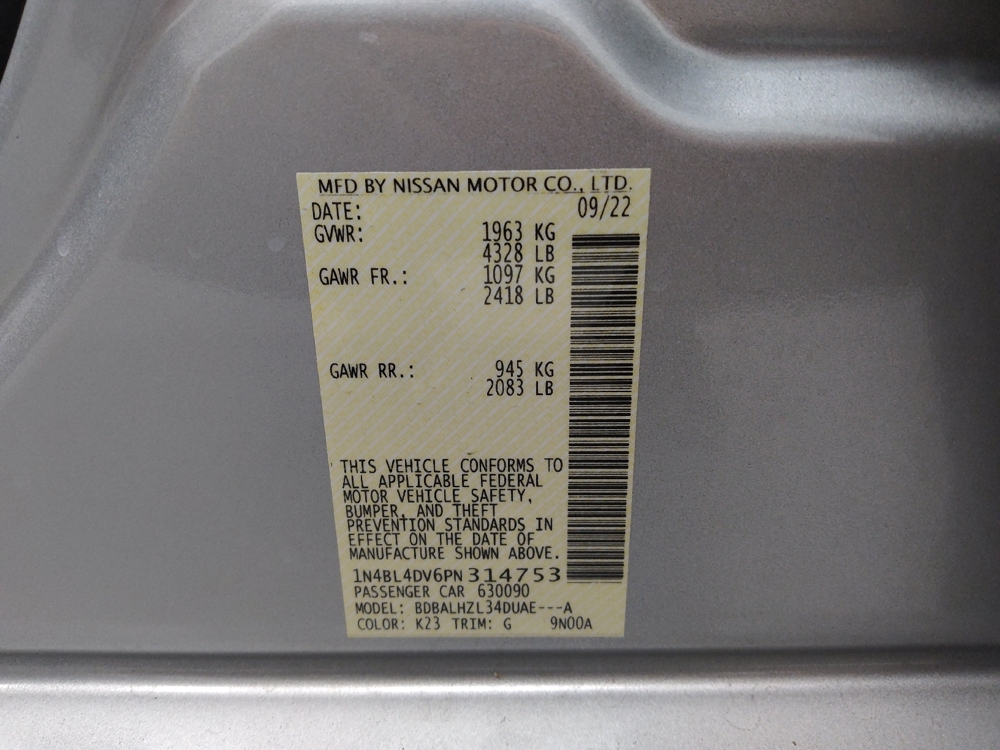 MFD BY NISSAN MOTOR CO., LTD.
DATE: 09/22
GVWR: 1963 KG
4328 LB
GAWR FR.: 1097 KG
2418 LB
GAWR RR.: 945 KG
2083 LB
THIS VEHICLE CONFORMS TO
ALL APPLICABLE FEDERAL
MOTOR VEHICLE SAFETY,
BUMPER, AND THEFT
PREVENTION STANDARDS IN
EFFECT ON THE DATE OF
MANUFACTURE SHOWN ABOVE.
1N4BL4DV6PN314753
PASSENGER CAR 630090
MODEL: BDBALHZL34DUAE---A
COLOR: K23 TRIM: G 9N00A